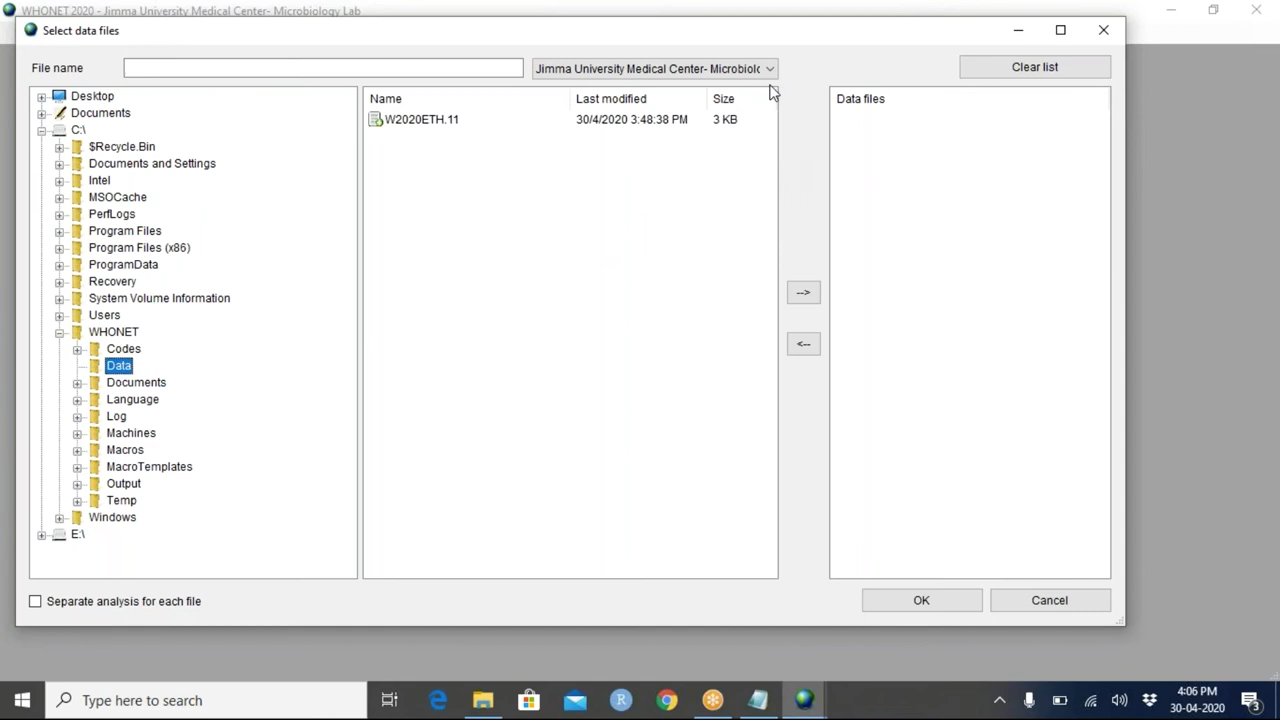 WHONET 2020 - Jimma University Medical Center- Microbiology Lab
Select data files
File name
Jimma University Medical Center- Microbiolc
Clear list
Desktop
Documents
C:\
$Recycle.Bin
Documents and Settings
Intel
MSOCache
PerfLogs
Program Files
Program Files (x86)
ProgramData
Recovery
System Volume Information
Users
WHONET
Codes
Data
Documents
Language
Log
Machines
Macros
MacroTemplates
Output
Temp
Windows
E:\
Name Last modified Size
W2020ETH.11 30/4/2020 3:48:38 PM 3 KB
-->
<--
Data files
Separate analysis for each file
OK
Cancel
Type here to search
4:06 PM
30-04-2020
3